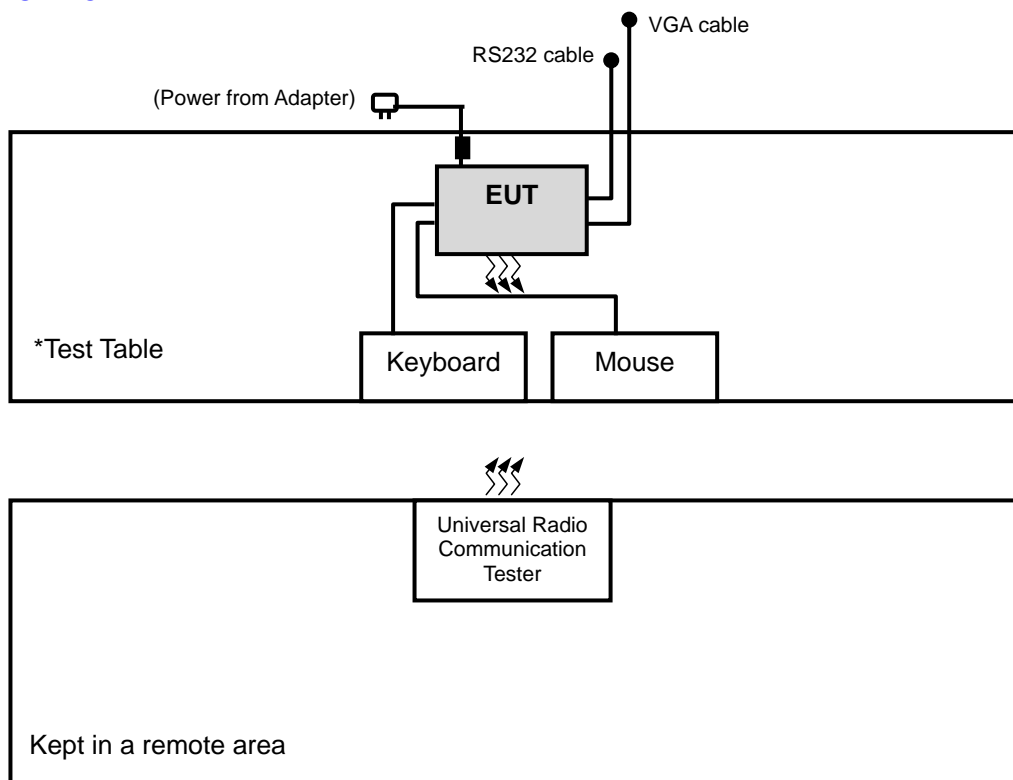 VGA cable
RS232 cable
(Power from Adapter)
EUT
*Test Table
Keyboard
Mouse
Universal Radio
Communication
Tester
Kept in a remote area